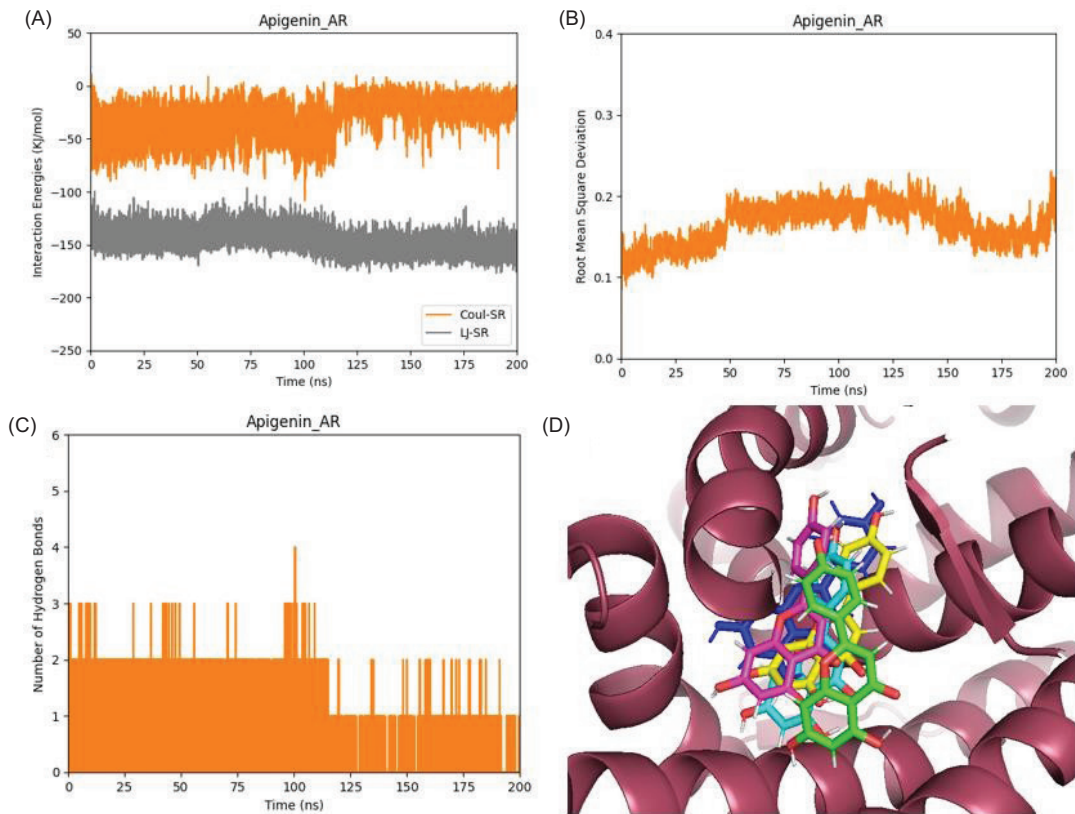 (A)
Apigenin_AR
50
0
−50
−100
−150
−200
−250
Interaction Energies (KJ/mol)
Coul-SR
LJ-SR
0 25 50 75 100 125 150 175 200
Time (ns)
(B)
Apigenin_AR
0.4
0.3
0.2
0.1
0.0
Root Mean Square Deviation
0 25 50 75 100 125 150 175 200
Time (ns)
(C)
Apigenin_AR
6
5
4
3
2
1
0
Number of Hydrogen Bonds
0 25 50 75 100 125 150 175 200
Time (ns)
(D)